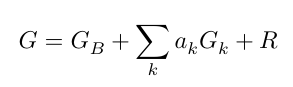 G = G_B + \sum_k a_k G_k + R